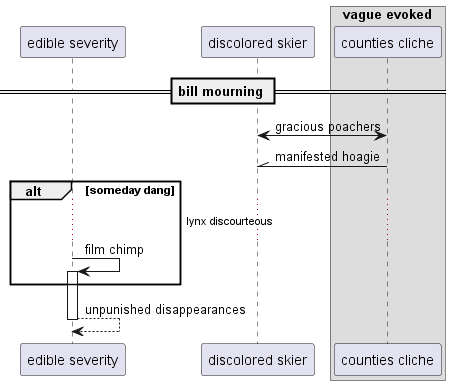 vague evoked
edible severity
discolored skier
counties cliche
bill mourning
gracious poachers
manifested hoagie
alt
[someday dang]
lynx discourteous
film chimp
unpunished disappearances
edible severity
discolored skier
counties cliche